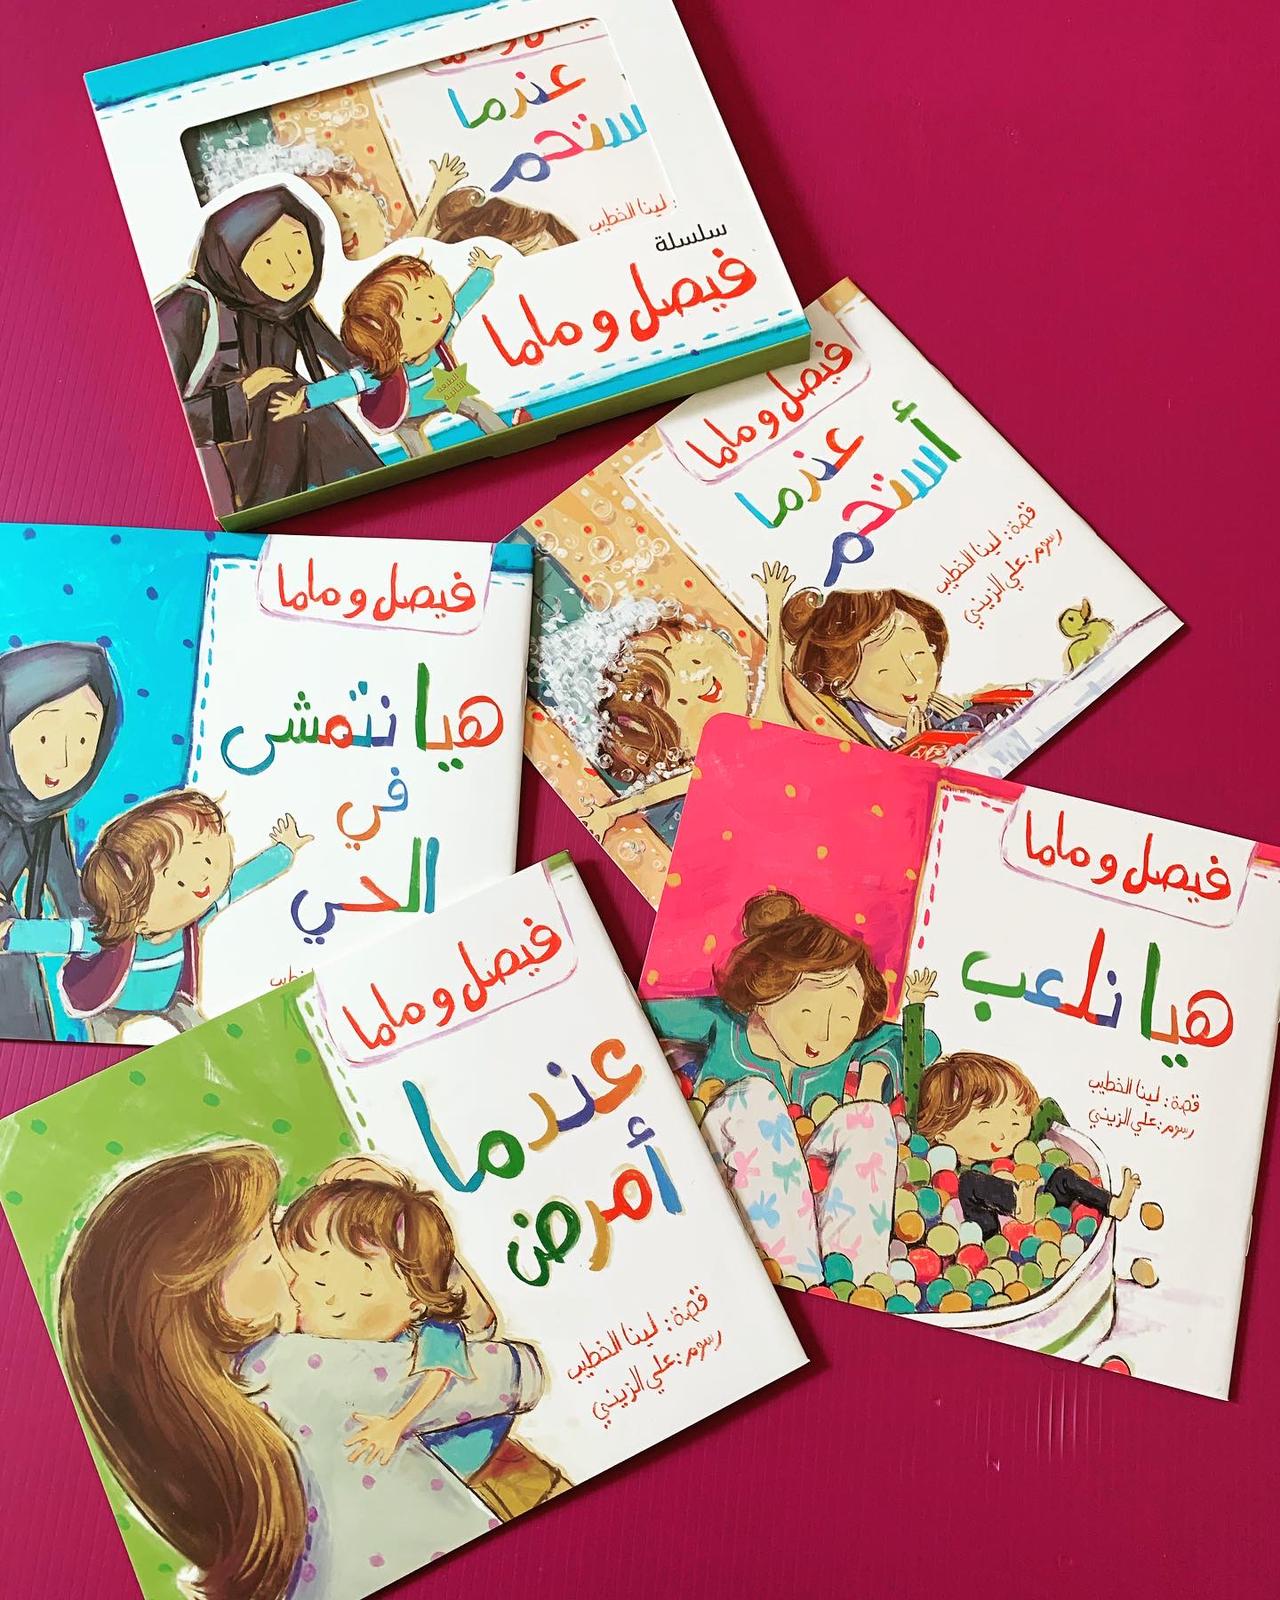 عندما
ستحم
: لينا الخطيب
سلسلة
فيصل و ماما
الطبعة
الثانية
فيصل و ماما
عندما
أستحم
قصة: لينا الخطيب
رسوم: علي الزيني
فيصل و ماما
هيا نتمشى
في
الحي
فيصل و ماما
هيا نلعب
قصة: لينا الخطيب
رسوم: علي الزيني
فيصل و ماما
عندما
أمرض
قصة: لينا الخطيب
رسوم: علي الزيني